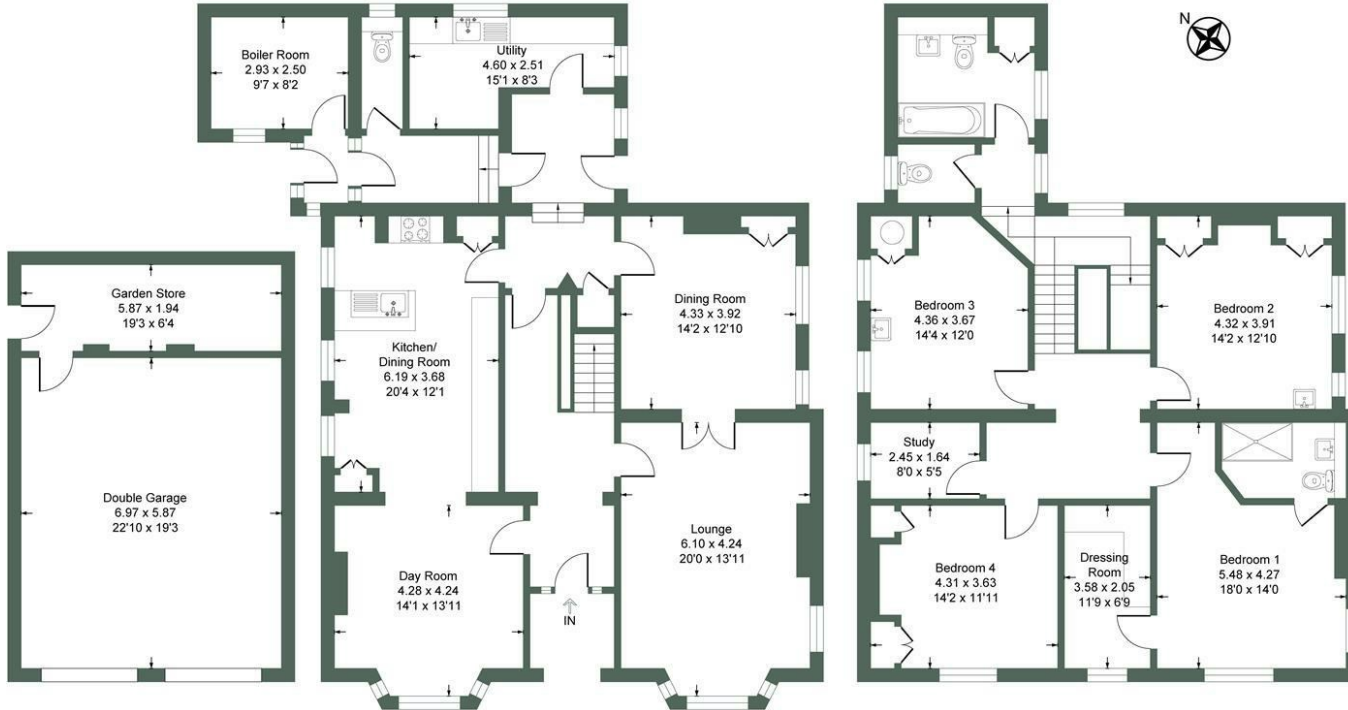 Boiler Room
2.93 x 2.50
9'7 x 8'2
Utility
4.60 x 2.51
15'1 x 8'3
N
Garden Store
5.87 x 1.94
19'3 x 6'4
Double Garage
6.97 x 5.87
22'10 x 19'3
Kitchen/
Dining Room
6.19 x 3.68
20'4 x 12'1
Dining Room
4.33 x 3.92
14'2 x 12'10
Day Room
4.28 x 4.24
14'1 x 13'11
IN
Lounge
6.10 x 4.24
20'0 x 13'11
Bedroom 3
4.36 x 3.67
14'4 x 12'0
Bedroom 2
4.32 x 3.91
14'2 x 12'10
Study
2.45 x 1.64
8'0 x 5'5
Bedroom 4
4.31 x 3.63
14'2 x 11'11
Dressing
Room
3.58 x 2.05
11'9 x 6'9
Bedroom 1
5.48 x 4.27
18'0 x 14'0